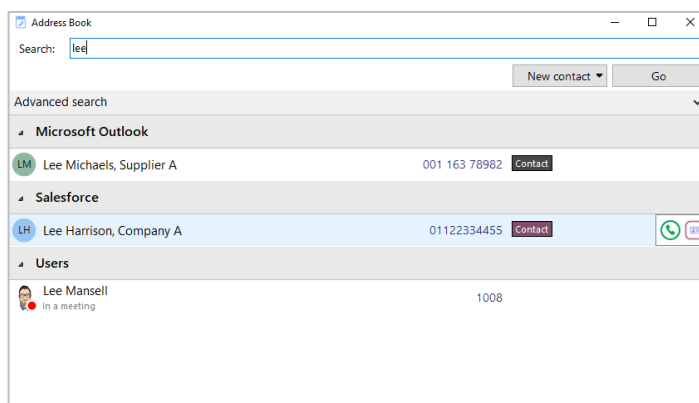 Address Book
Search: lee
New contact Go
Advanced search
Microsoft Outlook
LM Lee Michaels, Supplier A 001 163 78982 Contact
Salesforce
LH Lee Harrison, Company A 01122334455 Contact
Users
Lee Mansell 1008
In a meeting